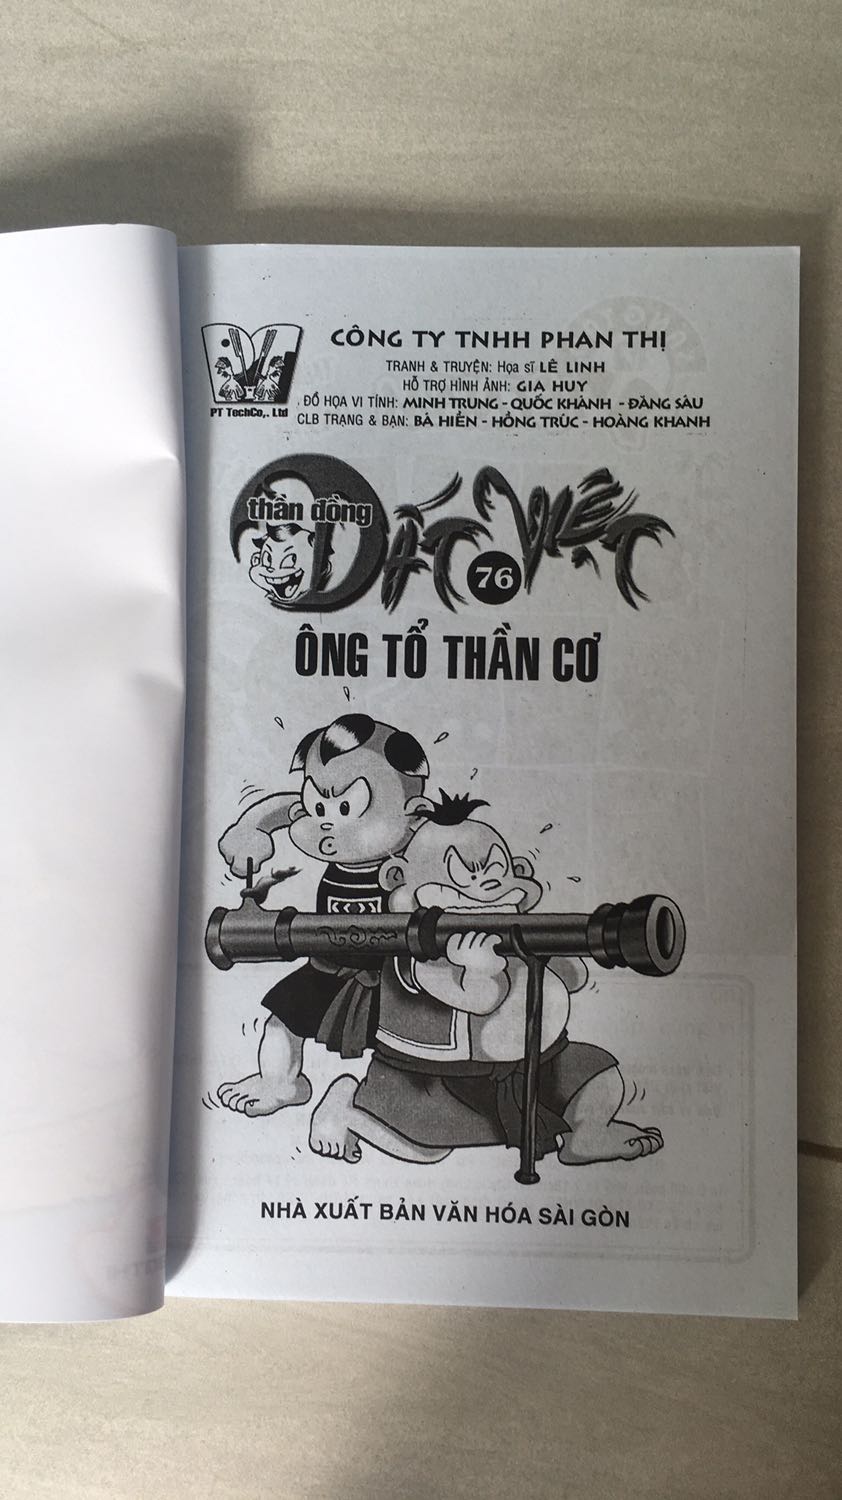 CÔNG TY TNHH PHAN THỊ
TRANH & TRUYỆN: Họa sĩ LÊ LINH
HỖ TRỢ HÌNH ẢNH: GIA HUY
ĐỒ HỌA VI TÍNH: MINH TRUNG - QUỐC KHÁNH - ĐĂNG SÂU
CLB TRẠNG & BẠN: BÁ HIỀN - HỒNG TRÚC - HOÀNG KHANH
PT TechCo,. Ltd
thần đồng
ĐẤT VIỆT
76
ÔNG TỔ THẦN CƠ
NHÀ XUẤT BẢN VĂN HÓA SÀI GÒN